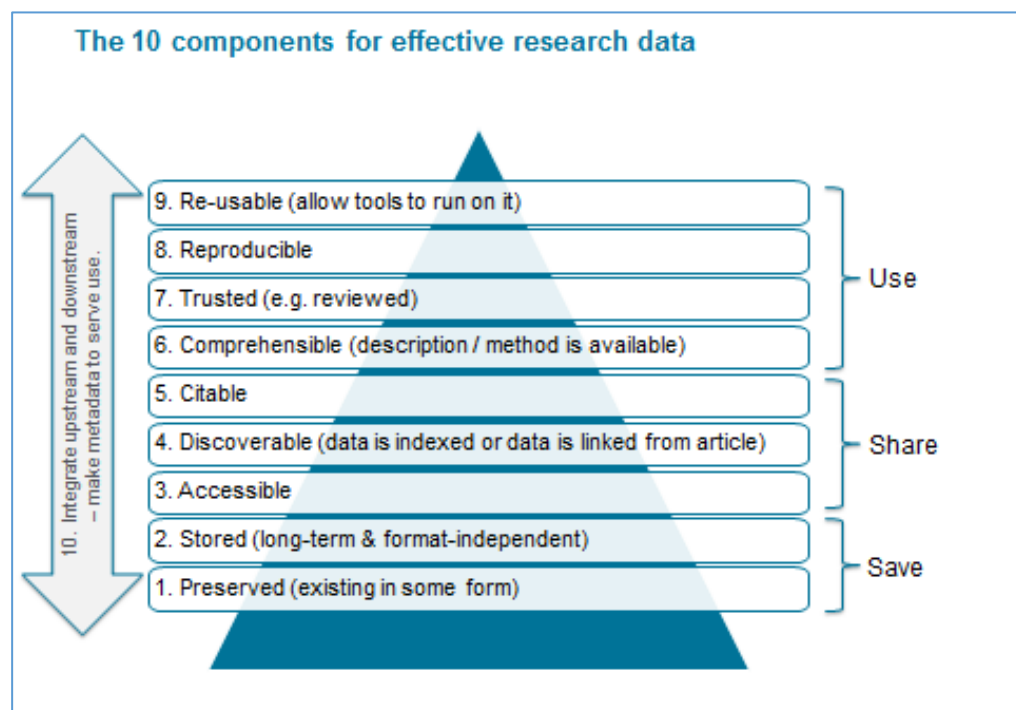 The 10 components for effective research data
10. Integrate upstream and downstream
– make metadata to serve use.
9. Re-usable (allow tools to run on it)
8. Reproducible
7. Trusted (e.g. reviewed)
6. Comprehensible (description / method is available)
Use
5. Citable
4. Discoverable (data is indexed or data is linked from article)
3. Accessible
Share
2. Stored (long-term & format-independent)
1. Preserved (existing in some form)
Save